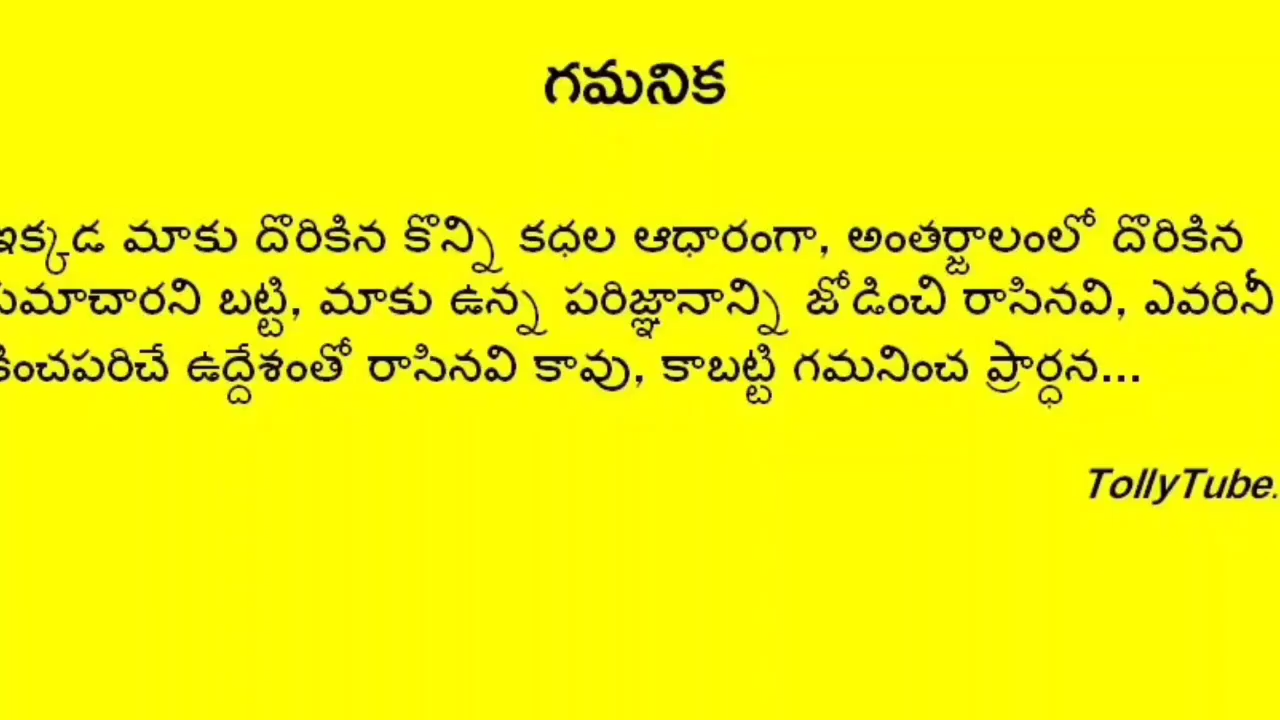 గమనిక
ఇక్కడ మాకు దొరికిన కొన్ని కధల ఆధారంగా, అంతర్జాలంలో దొరికిన
సమాచారని బట్టి, మాకు ఉన్న పరిజ్ఞానాన్ని జోడించి రాసినవి, ఎవరినీ
కించపరిచే ఉద్దేశంతో రాసినవి కావు, కాబట్టి గమనించ ప్రార్ధన...
TollyTube.